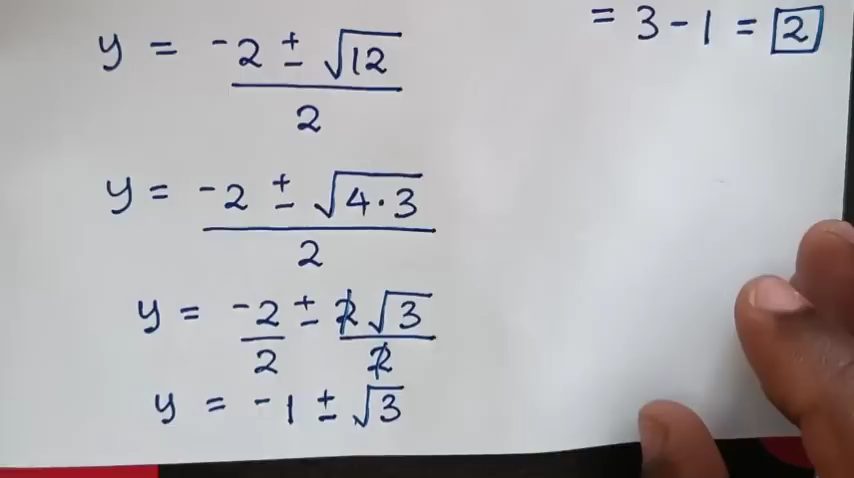 y = -2 ± √12 / 2
= 3 - 1 = 2
y = -2 ± √4·3 / 2
y = -2/2 ± 2√3/2
y = -1 ± √3